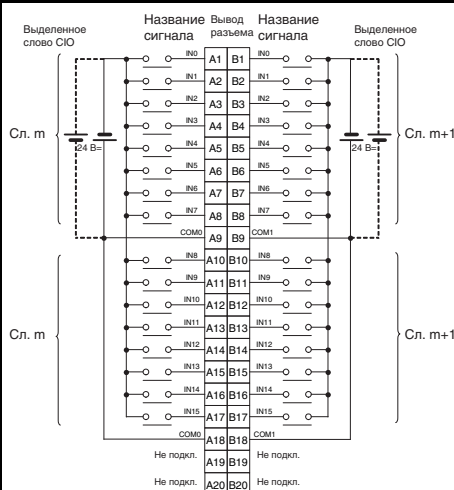 Выделенное слово CIO
Название сигнала
Вывод разъема
Название сигнала
Выделенное слово CIO
IN0 A1 B1 IN0
IN1 A2 B2 IN1
IN2 A3 B3 IN2
Сл. m IN3 A4 B4 IN3 Сл. m+1
24 В= IN4 A5 B5 IN4 24 В=
IN5 A6 B6 IN5
IN6 A7 B7 IN6
IN7 A8 B8 IN7
COM0 A9 B9 COM1
IN8 A10 B10 IN8
IN9 A11 B11 IN9
IN10 A12 B12 IN10
Сл. m IN11 A13 B13 IN11 Сл. m+1
IN12 A14 B14 IN12
IN13 A15 B15 IN13
IN14 A16 B16 IN14
IN15 A17 B17 IN15
COM0 A18 B18 COM1
Не подкл. A19 B19 Не подкл.
Не подкл. A20 B20 Не подкл.